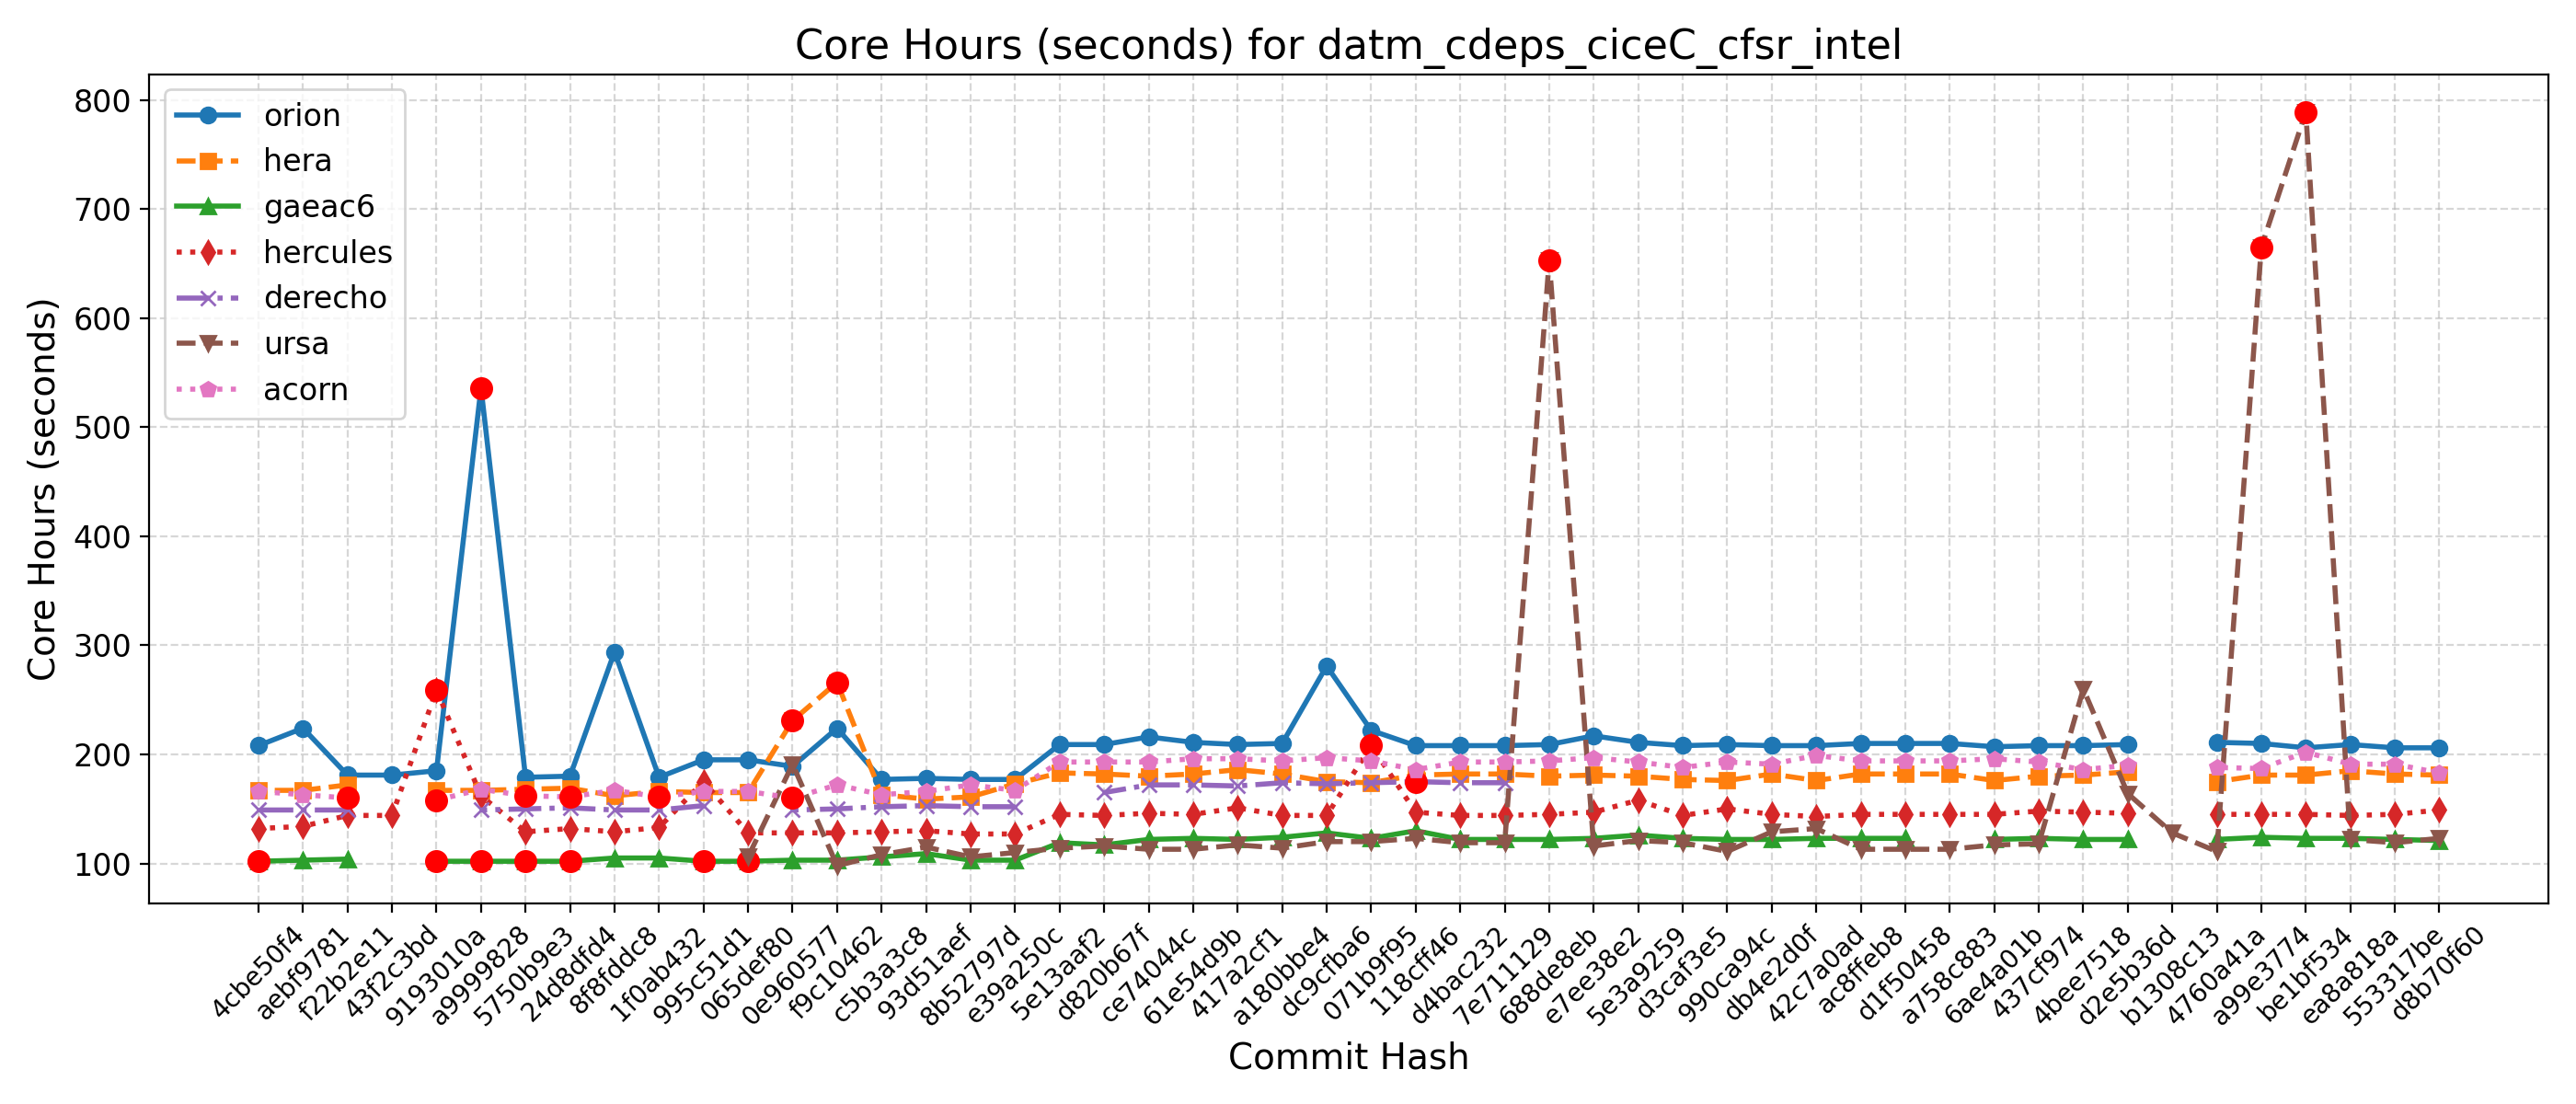 Core Hours (seconds) for datm_cdeps_ciceC_cfsr_intel
Core Hours (seconds)
800
700
600
500
400
300
200
100
orion
hera
gaeac6
hercules
derecho
ursa
acorn
4cbe50f4
aebf9781
f22b2e11
43f2c3bd
9193010a
a9999828
5750b9e3
24d8dfd4
8f8fddc8
1f0ab432
995c51d1
065def80
0e960577
f9c10462
c5b3a3c8
93d51aef
8b52797d
e39a250c
5e13aaf2
d820b67f
ce74044c
61e54d9b
417a2cf1
a180bbe4
dc9cfba6
071b9f95
118cff46
d4bac232
7e711129
688de8eb
e7ee38e2
5e3a9259
d3caf3e5
990ca94c
db4e2d0f
42c7a0ad
ac8ffeb8
d1f50458
a758c883
6ae4a01b
437cf974
4bee7518
d2e5b36d
b1308c13
4760a41a
a99e3774
be1bf534
ea8a818a
553317be
d8b70f60
Commit Hash